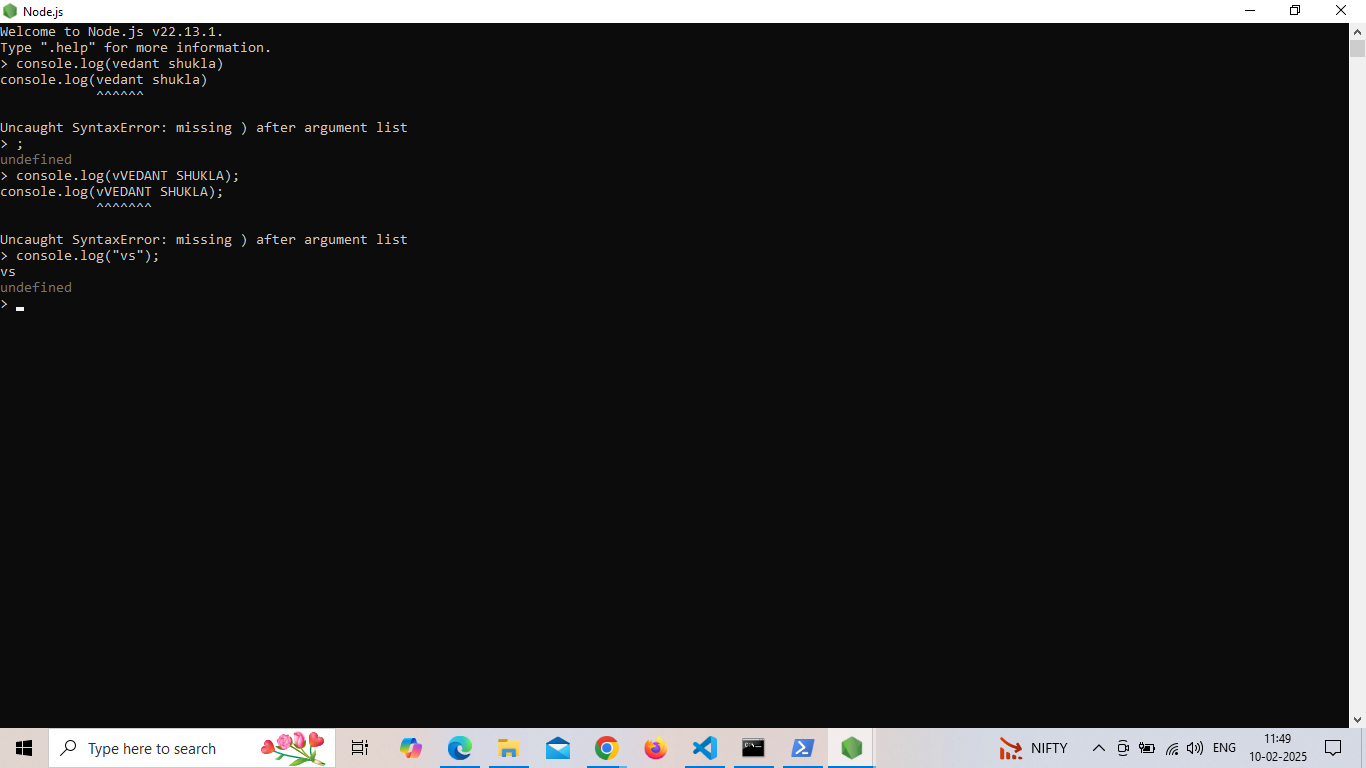 Node.js
Welcome to Node.js v22.13.1.
Type ".help" for more information.
> console.log(vedant shukla)
console.log(vedant shukla)
^^^^^^
Uncaught SyntaxError: missing ) after argument list
> ;
undefined
> console.log(vVEDANT SHUKLA);
console.log(vVEDANT SHUKLA);
^^^^^^^
Uncaught SyntaxError: missing ) after argument list
> console.log("vs");
vs
undefined
>
Type here to search
NIFTY
ENG
11:49
10-02-2025